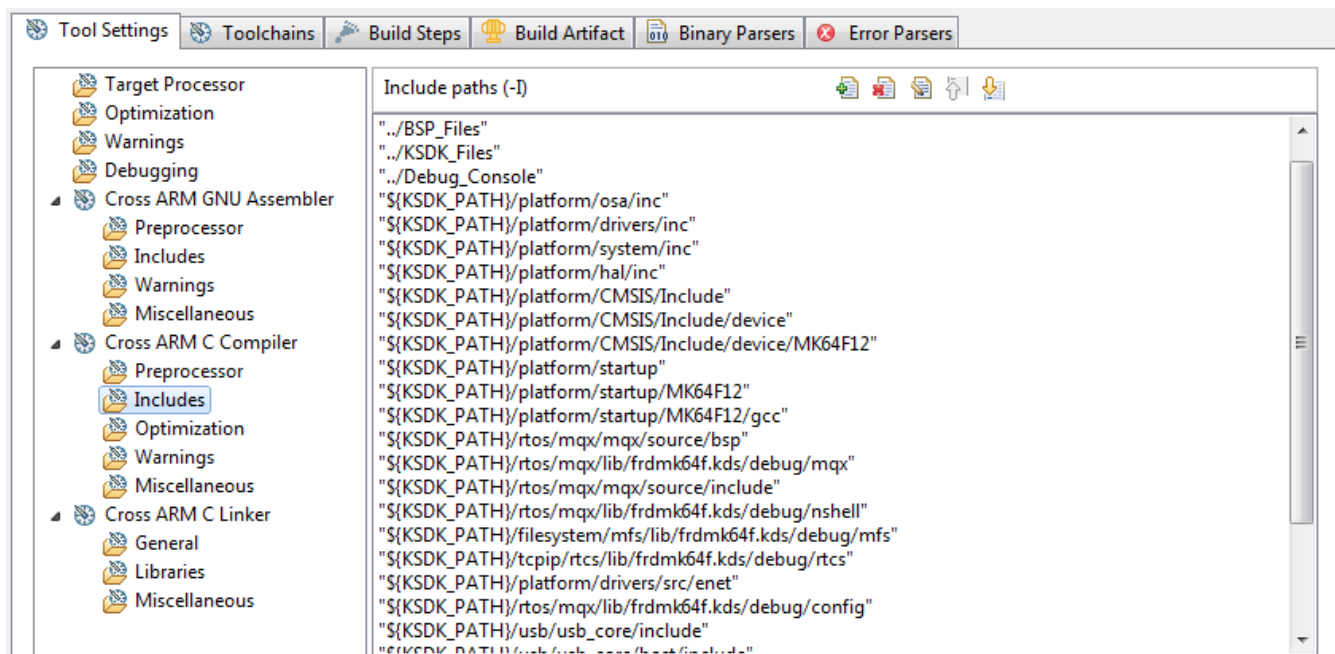 Tool Settings
Toolchains
Build Steps
Build Artifact
Binary Parsers
Error Parsers
Target Processor
Optimization
Warnings
Debugging
Cross ARM GNU Assembler
Preprocessor
Includes
Warnings
Miscellaneous
Cross ARM C Compiler
Preprocessor
Includes
Optimization
Warnings
Miscellaneous
Cross ARM C Linker
General
Libraries
Miscellaneous
Include paths (-I)
"../BSP_Files"
"../KSDK_Files"
"../Debug_Console"
"${KSDK_PATH}/platform/osa/inc"
"${KSDK_PATH}/platform/drivers/inc"
"${KSDK_PATH}/platform/system/inc"
"${KSDK_PATH}/platform/hal/inc"
"${KSDK_PATH}/platform/CMSIS/Include"
"${KSDK_PATH}/platform/CMSIS/Include/device"
"${KSDK_PATH}/platform/CMSIS/Include/device/MK64F12"
"${KSDK_PATH}/platform/startup"
"${KSDK_PATH}/platform/startup/MK64F12"
"${KSDK_PATH}/platform/startup/MK64F12/gcc"
"${KSDK_PATH}/rtos/mqx/mqx/source/bsp"
"${KSDK_PATH}/rtos/mqx/lib/frdmk64f.kds/debug/mqx"
"${KSDK_PATH}/rtos/mqx/mqx/source/include"
"${KSDK_PATH}/rtos/mqx/lib/frdmk64f.kds/debug/nshell"
"${KSDK_PATH}/filesystem/mfs/lib/frdmk64f.kds/debug/mfs"
"${KSDK_PATH}/tcpip/rtcs/lib/frdmk64f.kds/debug/rtcs"
"${KSDK_PATH}/platform/drivers/src/enet"
"${KSDK_PATH}/rtos/mqx/lib/frdmk64f.kds/debug/config"
"${KSDK_PATH}/usb/usb_core/include"
"${KSDK_PATH}/usb/usb_core/host/include"